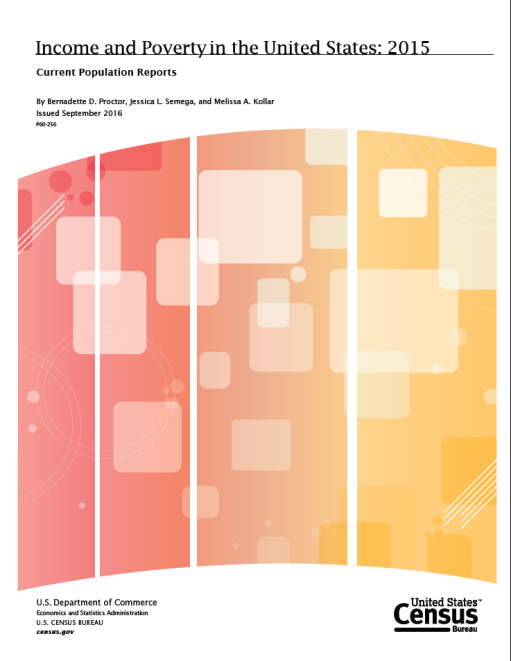 Income and Poverty in the United States: 2015
Current Population Reports
By Bernadette D. Proctor, Jessica L. Semega, and Melissa A. Kollar
Issued September 2016
P60-256
U.S. Department of Commerce
Economics and Statistics Administration
U.S. CENSUS BUREAU
census.gov
United States™
Census
Bureau